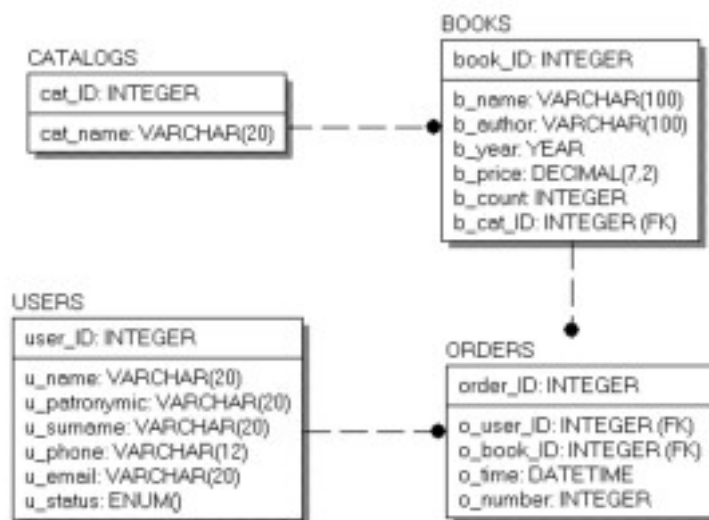 CATALOGS
cat_ID: INTEGER
cat_name: VARCHAR(20)
BOOKS
book_ID: INTEGER
b_name: VARCHAR(100)
b_author: VARCHAR(100)
b_year: YEAR
b_price: DECIMAL(7,2)
b_count: INTEGER
b_cat_ID: INTEGER (FK)
USERS
user_ID: INTEGER
u_name: VARCHAR(20)
u_patronymic: VARCHAR(20)
u_surname: VARCHAR(20)
u_phone: VARCHAR(12)
u_email: VARCHAR(20)
u_status: ENUM()
ORDERS
order_ID: INTEGER
o_user_ID: INTEGER (FK)
o_book_ID: INTEGER (FK)
o_time: DATETIME
o_number: INTEGER